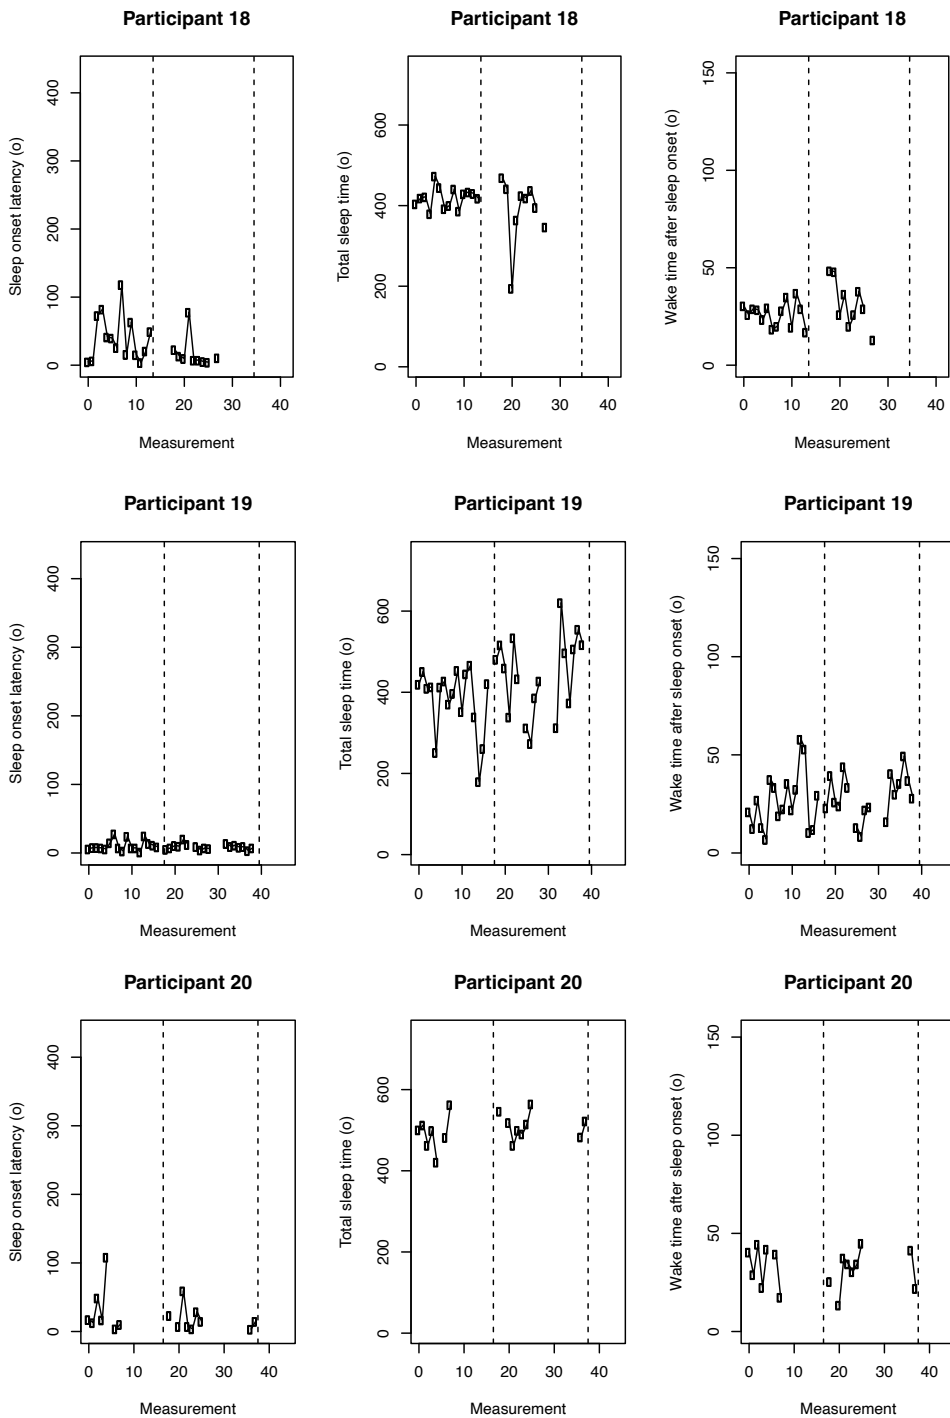 Participant 18
Sleep onset latency (o)
0 100 200 300 400
0 10 20 30 40
Measurement
Participant 18
Total sleep time (o)
0 200 400 600
0 10 20 30 40
Measurement
Participant 18
Wake time after sleep onset (o)
0 50 100 150
0 10 20 30 40
Measurement
Participant 19
Sleep onset latency (o)
0 100 200 300 400
0 10 20 30 40
Measurement
Participant 19
Total sleep time (o)
0 200 400 600
0 10 20 30 40
Measurement
Participant 19
Wake time after sleep onset (o)
0 50 100 150
0 10 20 30 40
Measurement
Participant 20
Sleep onset latency (o)
0 100 200 300 400
0 10 20 30 40
Measurement
Participant 20
Total sleep time (o)
0 200 400 600
0 10 20 30 40
Measurement
Participant 20
Wake time after sleep onset (o)
0 50 100 150
0 10 20 30 40
Measurement